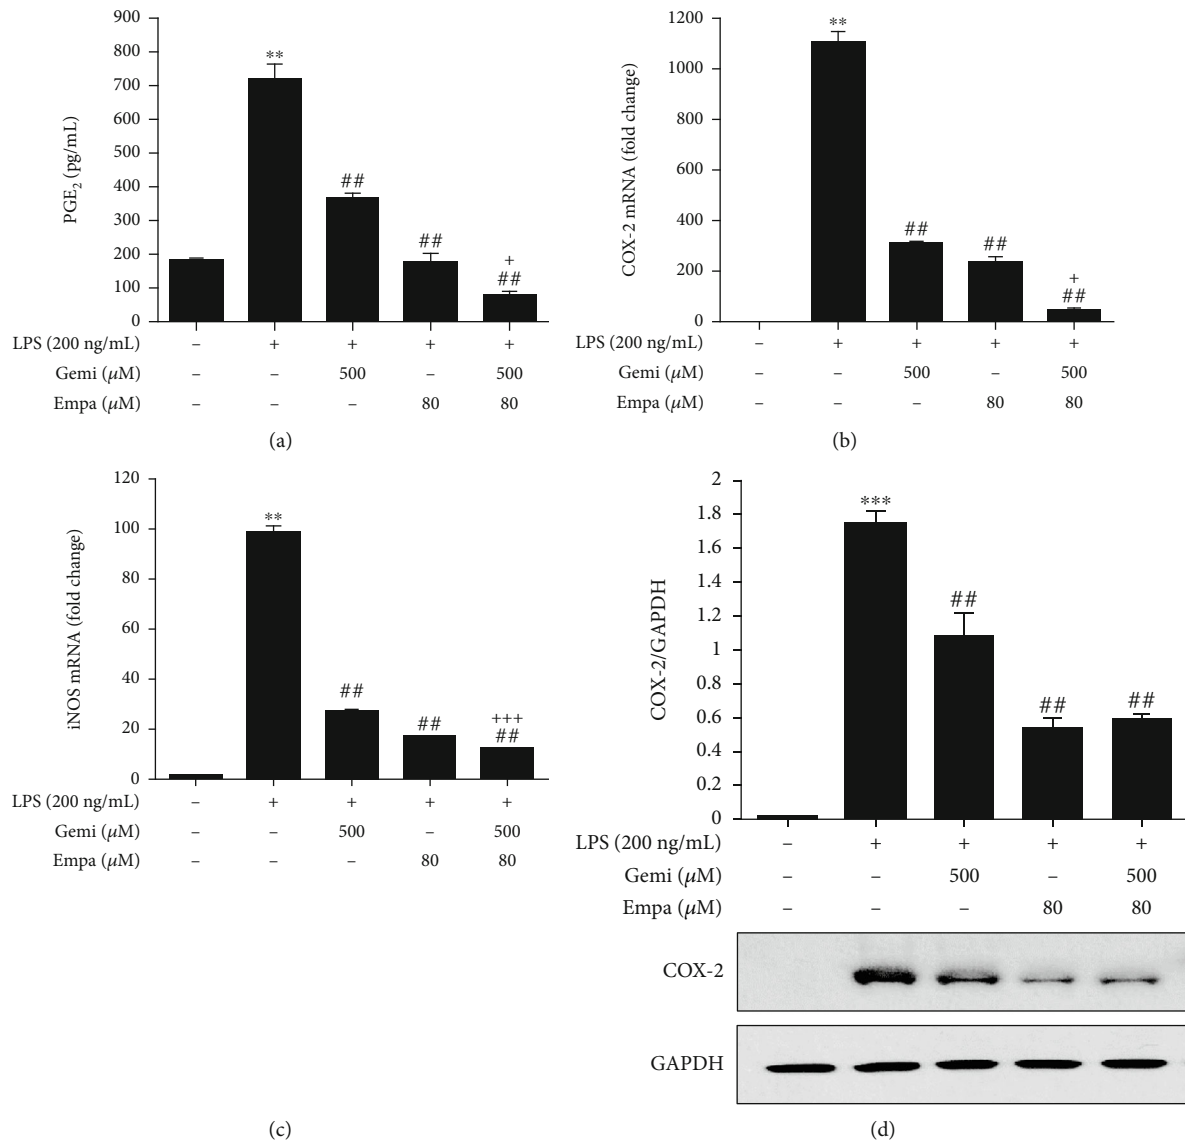 900
800
700
600
500
400
300
200
100
0
PGE₂ (pg/mL)
**
##
##
+
##
LPS (200 ng/mL) – + + + +
Gemi (μM) – – 500 – 500
Empa (μM) – – – 80 80
(a)
1200
1000
800
600
400
200
0
COX-2 mRNA (fold change)
**
##
##
+
##
LPS (200 ng/mL) – + + + +
Gemi (μM) – – 500 – 500
Empa (μM) – – – 80 80
(b)
120
100
80
60
40
20
0
iNOS mRNA (fold change)
**
##
##
+++
##
LPS (200 ng/mL) – + + + +
Gemi (μM) – – 500 – 500
Empa (μM) – – – 80 80
(c)
2
1.8
1.6
1.4
1.2
1
0.8
0.6
0.4
0.2
0
COX-2/GAPDH
***
##
##
##
LPS (200 ng/mL) – + + + +
Gemi (μM) – – 500 – 500
Empa (μM) – – – 80 80
COX-2
GAPDH
(d)